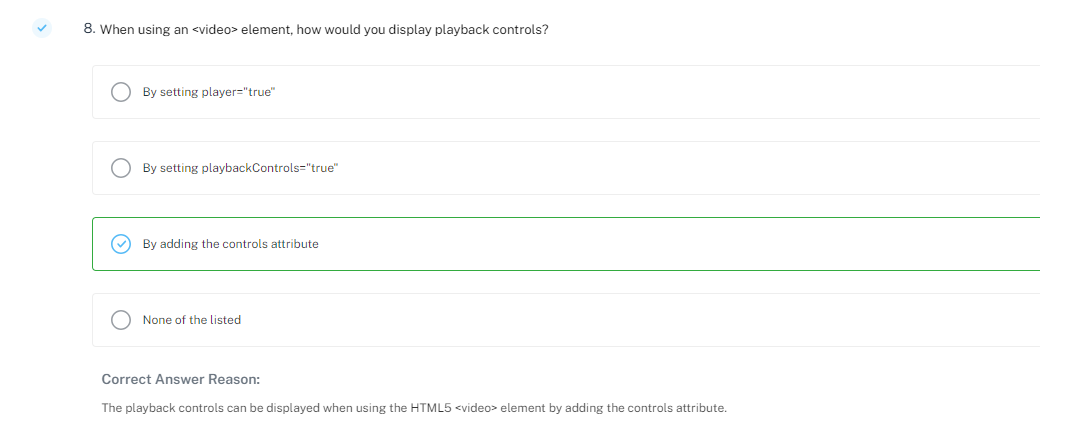 8. When using an <video> element, how would you display playback controls?
By setting player="true"
By setting playbackControls="true"
By adding the controls attribute
None of the listed
Correct Answer Reason:
The playback controls can be displayed when using the HTML5 <video> element by adding the controls attribute.